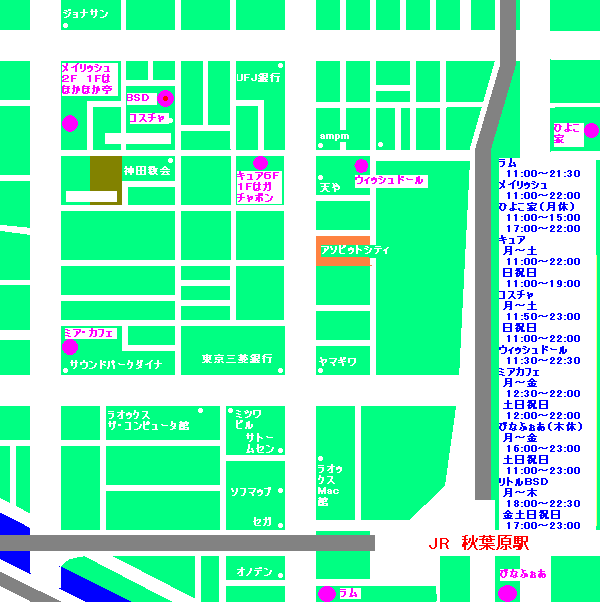 ジョナサン
メイリッシュ
2F 1Fは
なかなか亭
BSD
コスチャ
UFJ銀行
ampm
ひよこ
家
神田教会
キュア6F
1Fはガ
チャポン
天や
ウィッシュドール
アソビットシティ
ミア・カフェ
サウンドパークダイナ
東京三菱銀行
ヤマギワ
ラム
11:00～21:30
メイリッシュ
11:00～22:00
ひよこ家(月休)
11:00～15:00
17:00～22:00
キュア
月～土
11:00～22:00
日祝日
11:00～19:00
コスチャ
月～土
11:50～23:00
日祝日
11:00～22:00
ウィッシュドール
11:30～22:30
ミアカフェ
月～金
12:30～22:00
土日祝日
12:00～22:00
ぴなふぉあ(木休)
月～金
16:00～23:00
土日祝日
11:00～23:00
リトルBSD
月～木
18:00～22:30
金土日祝日
17:00～23:00
ラオックス
ザ・コンピュータ館
ミツワ
ビル
サトー
ムセン
ソフマップ
セガ
ラオッ
クス
Mac
館
JR 秋葉原駅
オノデン
ラム
ぴなふぉあ